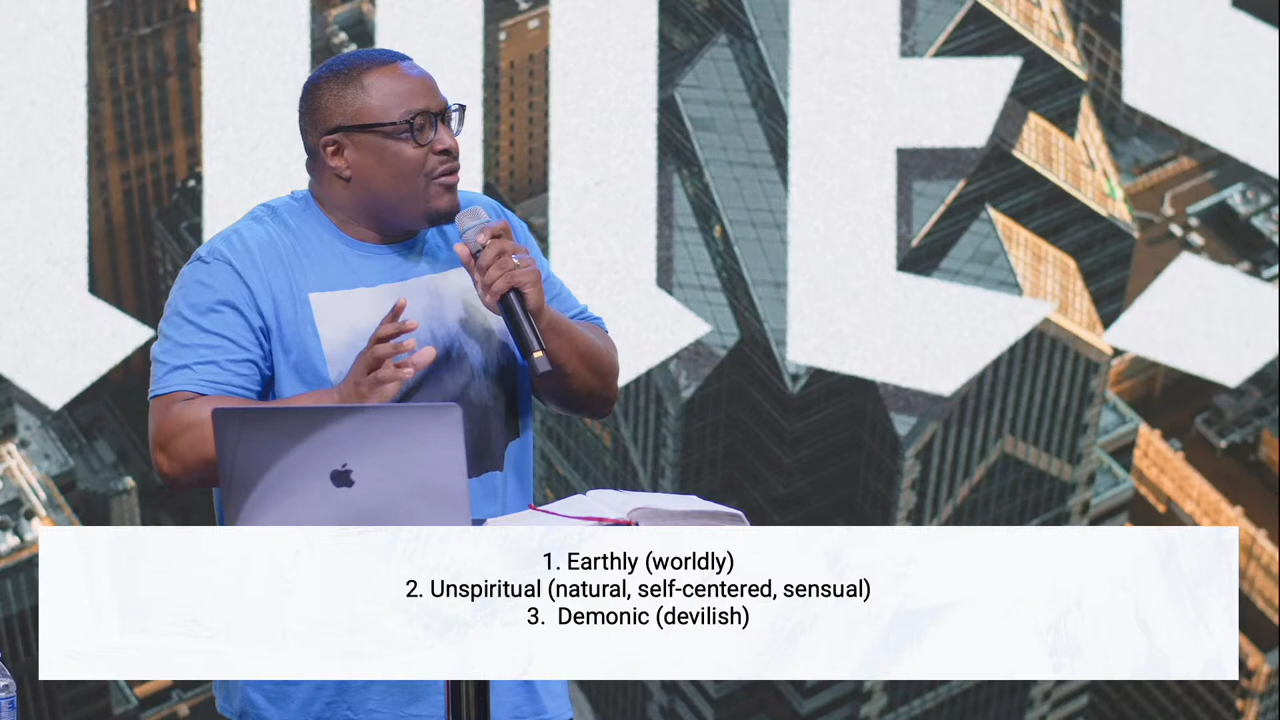 1. Earthly (worldly)
2. Unspiritual (natural, self-centered, sensual)
3. Demonic (devilish)